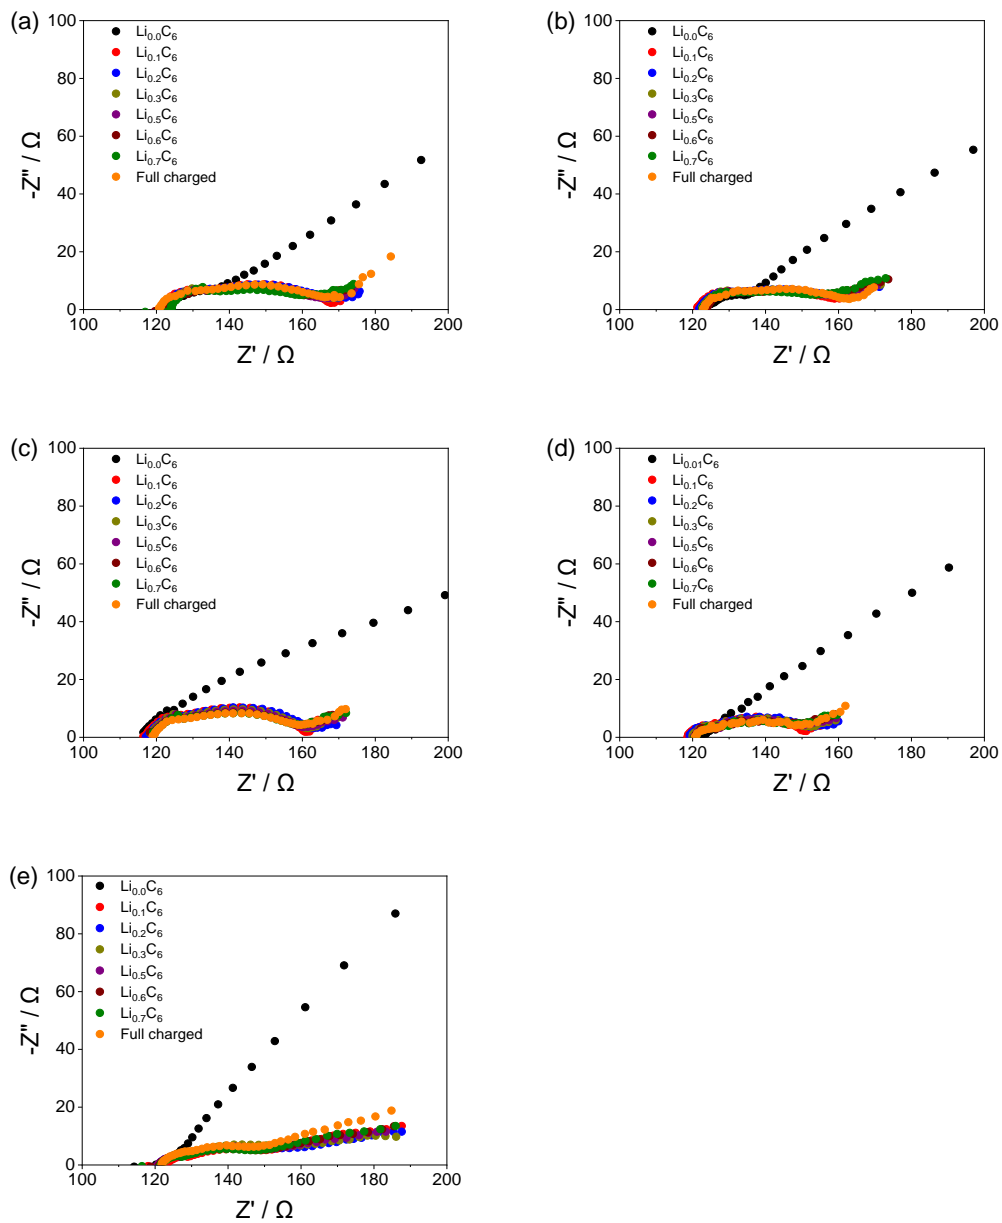 (a)
100
80
60
40
20
0
-Z'' / Ω
Li0.0C6
Li0.1C6
Li0.2C6
Li0.3C6
Li0.5C6
Li0.6C6
Li0.7C6
Full charged
100 120 140 160 180 200
Z' / Ω
(b)
100
80
60
40
20
0
-Z'' / Ω
Li0.0C6
Li0.1C6
Li0.2C6
Li0.3C6
Li0.5C6
Li0.6C6
Li0.7C6
Full charged
100 120 140 160 180 200
Z' / Ω
(c)
100
80
60
40
20
0
-Z'' / Ω
Li0.0C6
Li0.1C6
Li0.2C6
Li0.3C6
Li0.5C6
Li0.6C6
Li0.7C6
Full charged
100 120 140 160 180 200
Z' / Ω
(d)
100
80
60
40
20
0
-Z'' / Ω
Li0.01C6
Li0.1C6
Li0.2C6
Li0.3C6
Li0.5C6
Li0.6C6
Li0.7C6
Full charged
100 120 140 160 180 200
Z' / Ω
(e)
100
80
60
40
20
0
-Z'' / Ω
Li0.0C6
Li0.1C6
Li0.2C6
Li0.3C6
Li0.5C6
Li0.6C6
Li0.7C6
Full charged
100 120 140 160 180 200
Z' / Ω